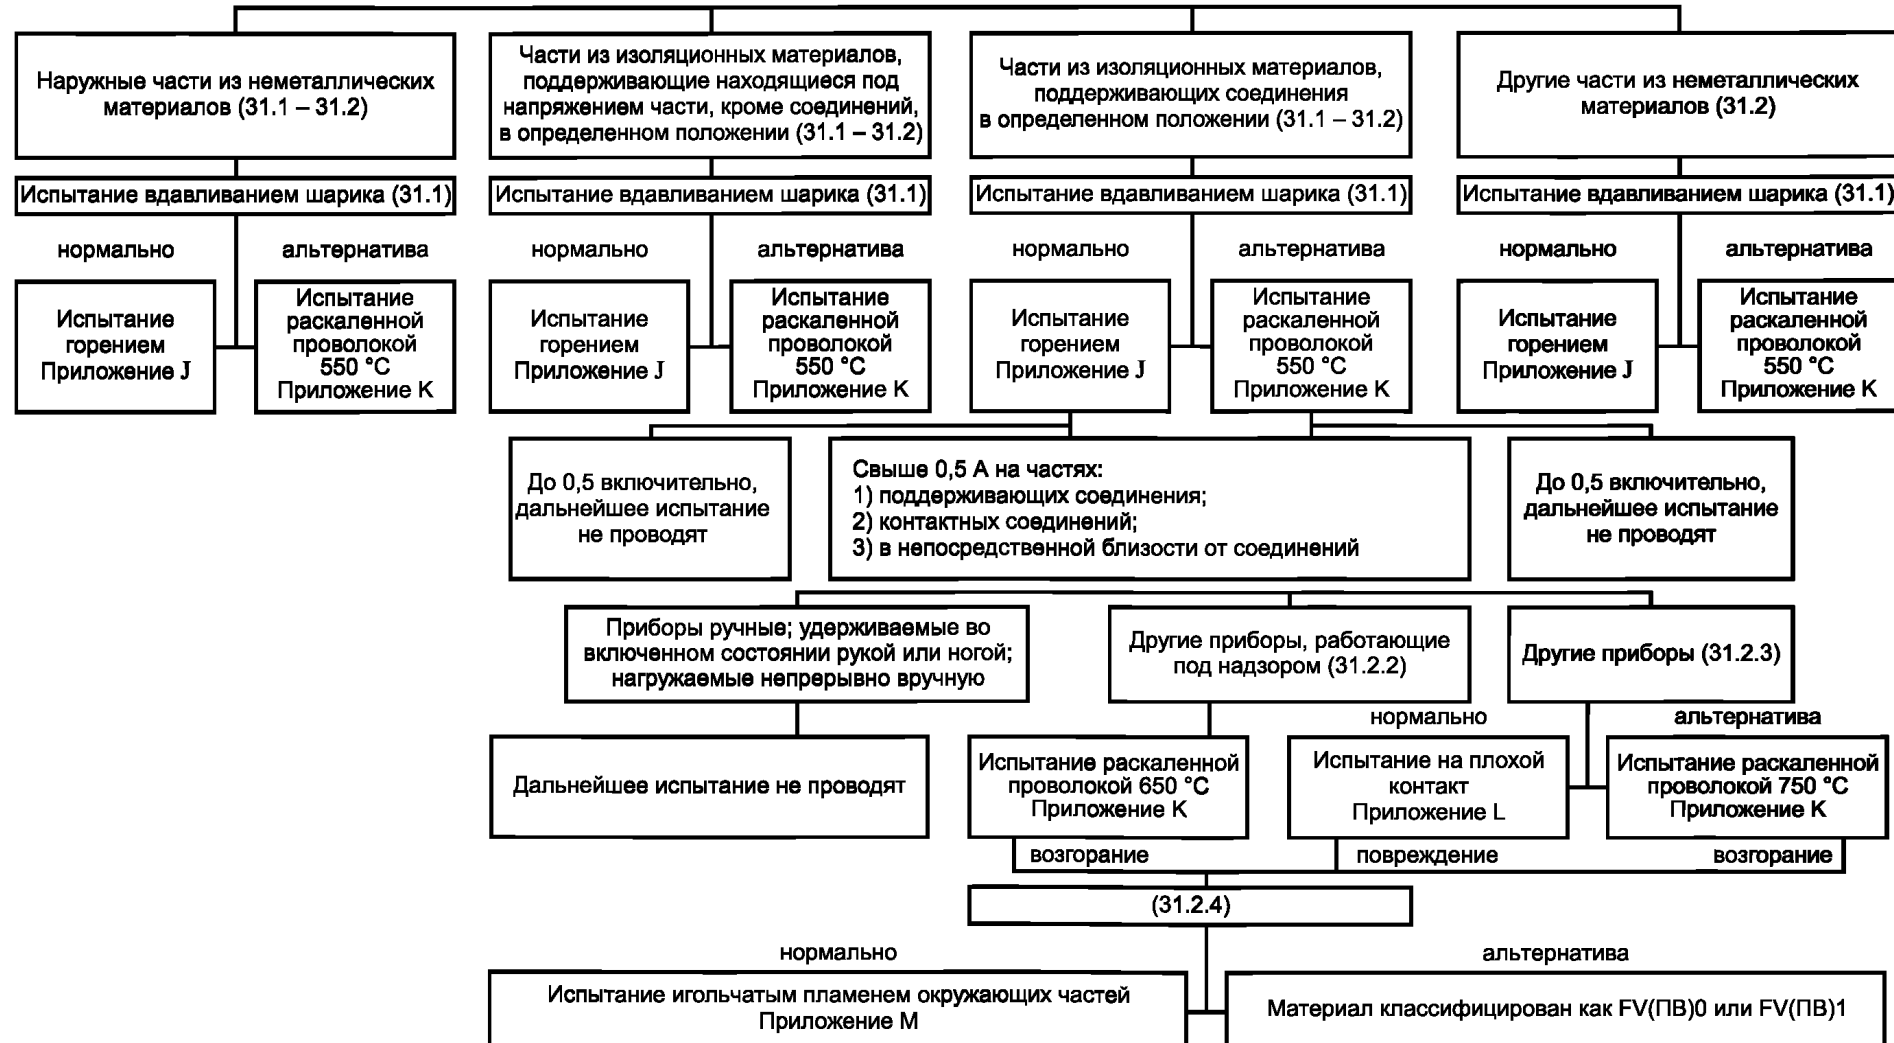 Наружные части из неметаллических
материалов (31.1 – 31.2)
Части из изоляционных материалов,
поддерживающие находящиеся под
напряжением части, кроме соединений,
в определенном положении (31.1 – 31.2)
Части из изоляционных материалов,
поддерживающих соединения
в определенном положении (31.1 – 31.2)
Другие части из неметаллических
материалов (31.2)
Испытание вдавливанием шарика (31.1)
Испытание вдавливанием шарика (31.1)
Испытание вдавливанием шарика (31.1)
Испытание вдавливанием шарика (31.1)
нормально
альтернатива
нормально
альтернатива
нормально
альтернатива
нормально
альтернатива
Испытание
горением
Приложение J
Испытание
раскаленной
проволокой
550 °С
Приложение К
Испытание
горением
Приложение J
Испытание
раскаленной
проволокой
550 °С
Приложение К
Испытание
горением
Приложение J
Испытание
раскаленной
проволокой
550 °С
Приложение К
Испытание
горением
Приложение J
Испытание
раскаленной
проволокой
550 °С
Приложение К
До 0,5 включительно,
дальнейшее испытание
не проводят
Свыше 0,5 А на частях:
1) поддерживающих соединения;
2) контактных соединений;
3) в непосредственной близости от соединений
До 0,5 включительно,
дальнейшее испытание
не проводят
Приборы ручные; удерживаемые во
включенном состоянии рукой или ногой;
нагружаемые непрерывно вручную
Другие приборы, работающие
под надзором (31.2.2)
Другие приборы (31.2.3)
нормально
альтернатива
Дальнейшее испытание не проводят
Испытание раскаленной
проволокой 650 °С
Приложение К
Испытание на плохой
контакт
Приложение L
Испытание раскаленной
проволокой 750 °С
Приложение К
возгорание
повреждение
возгорание
(31.2.4)
нормально
альтернатива
Испытание игольчатым пламенем окружающих частей
Приложение М
Материал классифицирован как FV(ПВ)0 или FV(ПВ)1